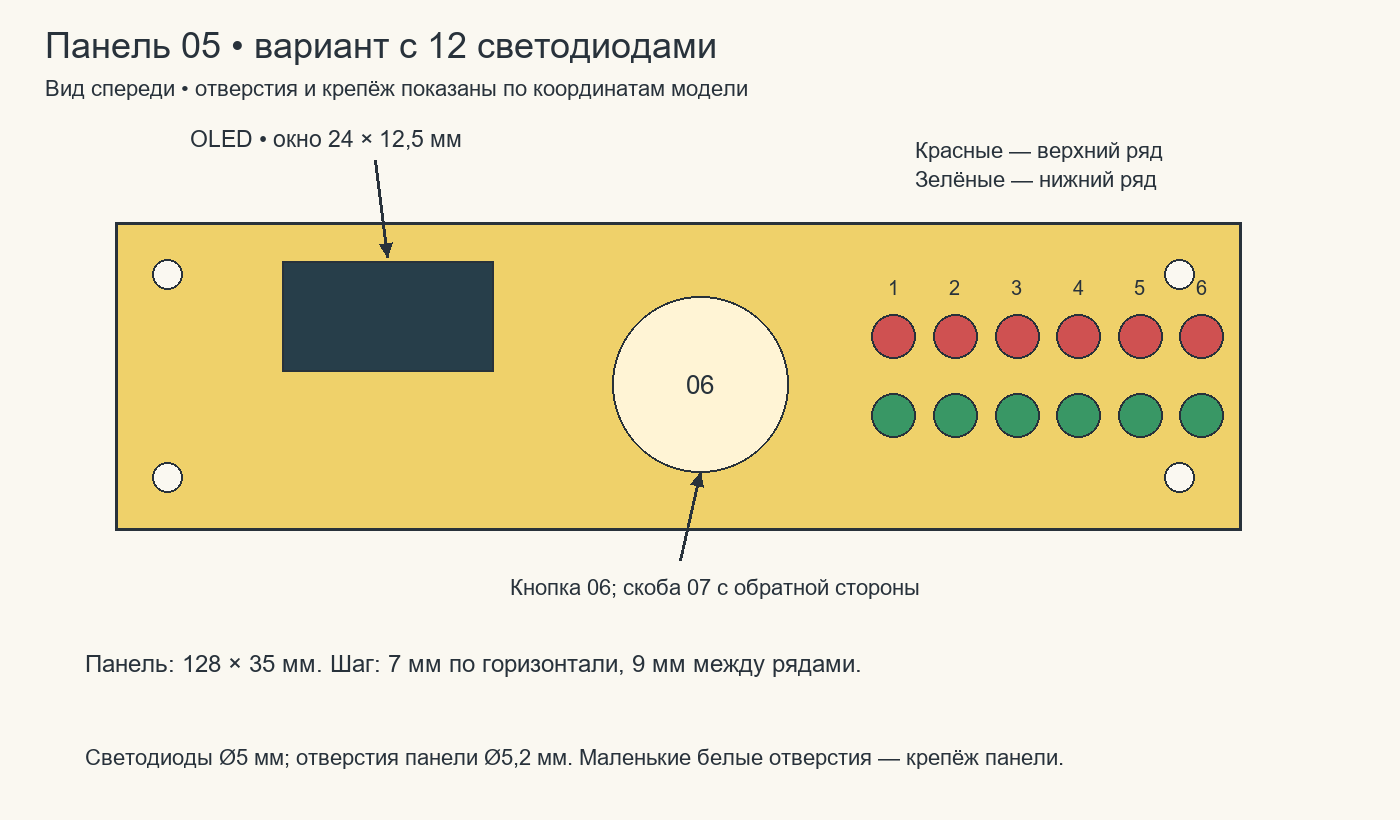 Панель 05 • вариант с 12 светодиодами
Вид спереди • отверстия и крепёж показаны по координатам модели
OLED • окно 24 × 12,5 мм
Красные — верхний ряд
Зелёные — нижний ряд
1 2 3 4 5 6
06
Кнопка 06; скоба 07 с обратной стороны
Панель: 128 × 35 мм. Шаг: 7 мм по горизонтали, 9 мм между рядами.
Светодиоды Ø5 мм; отверстия панели Ø5,2 мм. Маленькие белые отверстия — крепёж панели.